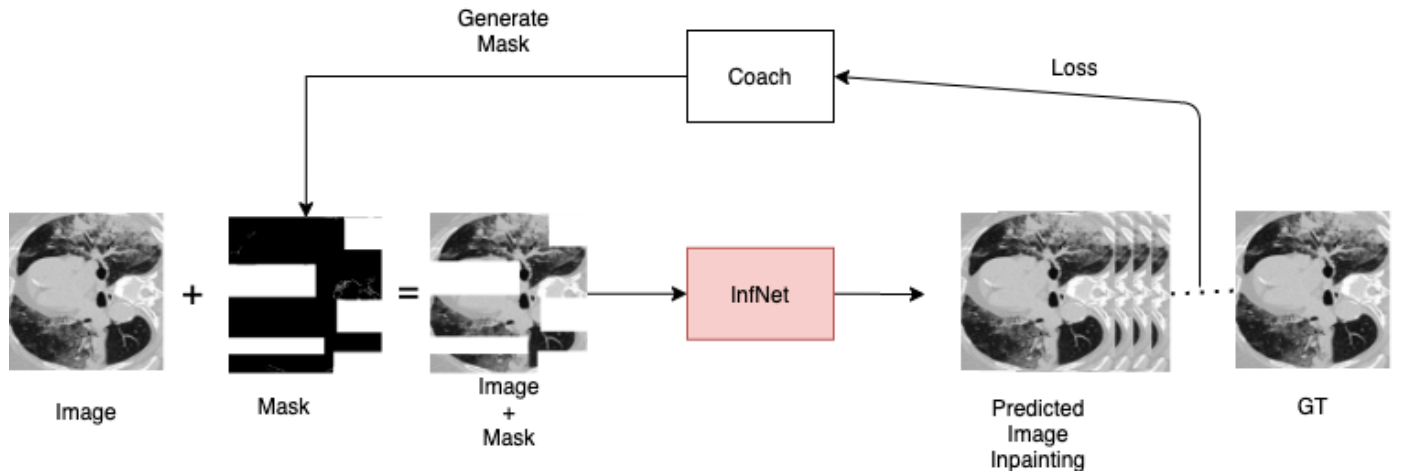 Generate
Mask
Coach
Loss
+
=
InfNet
Image
Mask
Image
+
Mask
Predicted
Image
Inpainting
GT